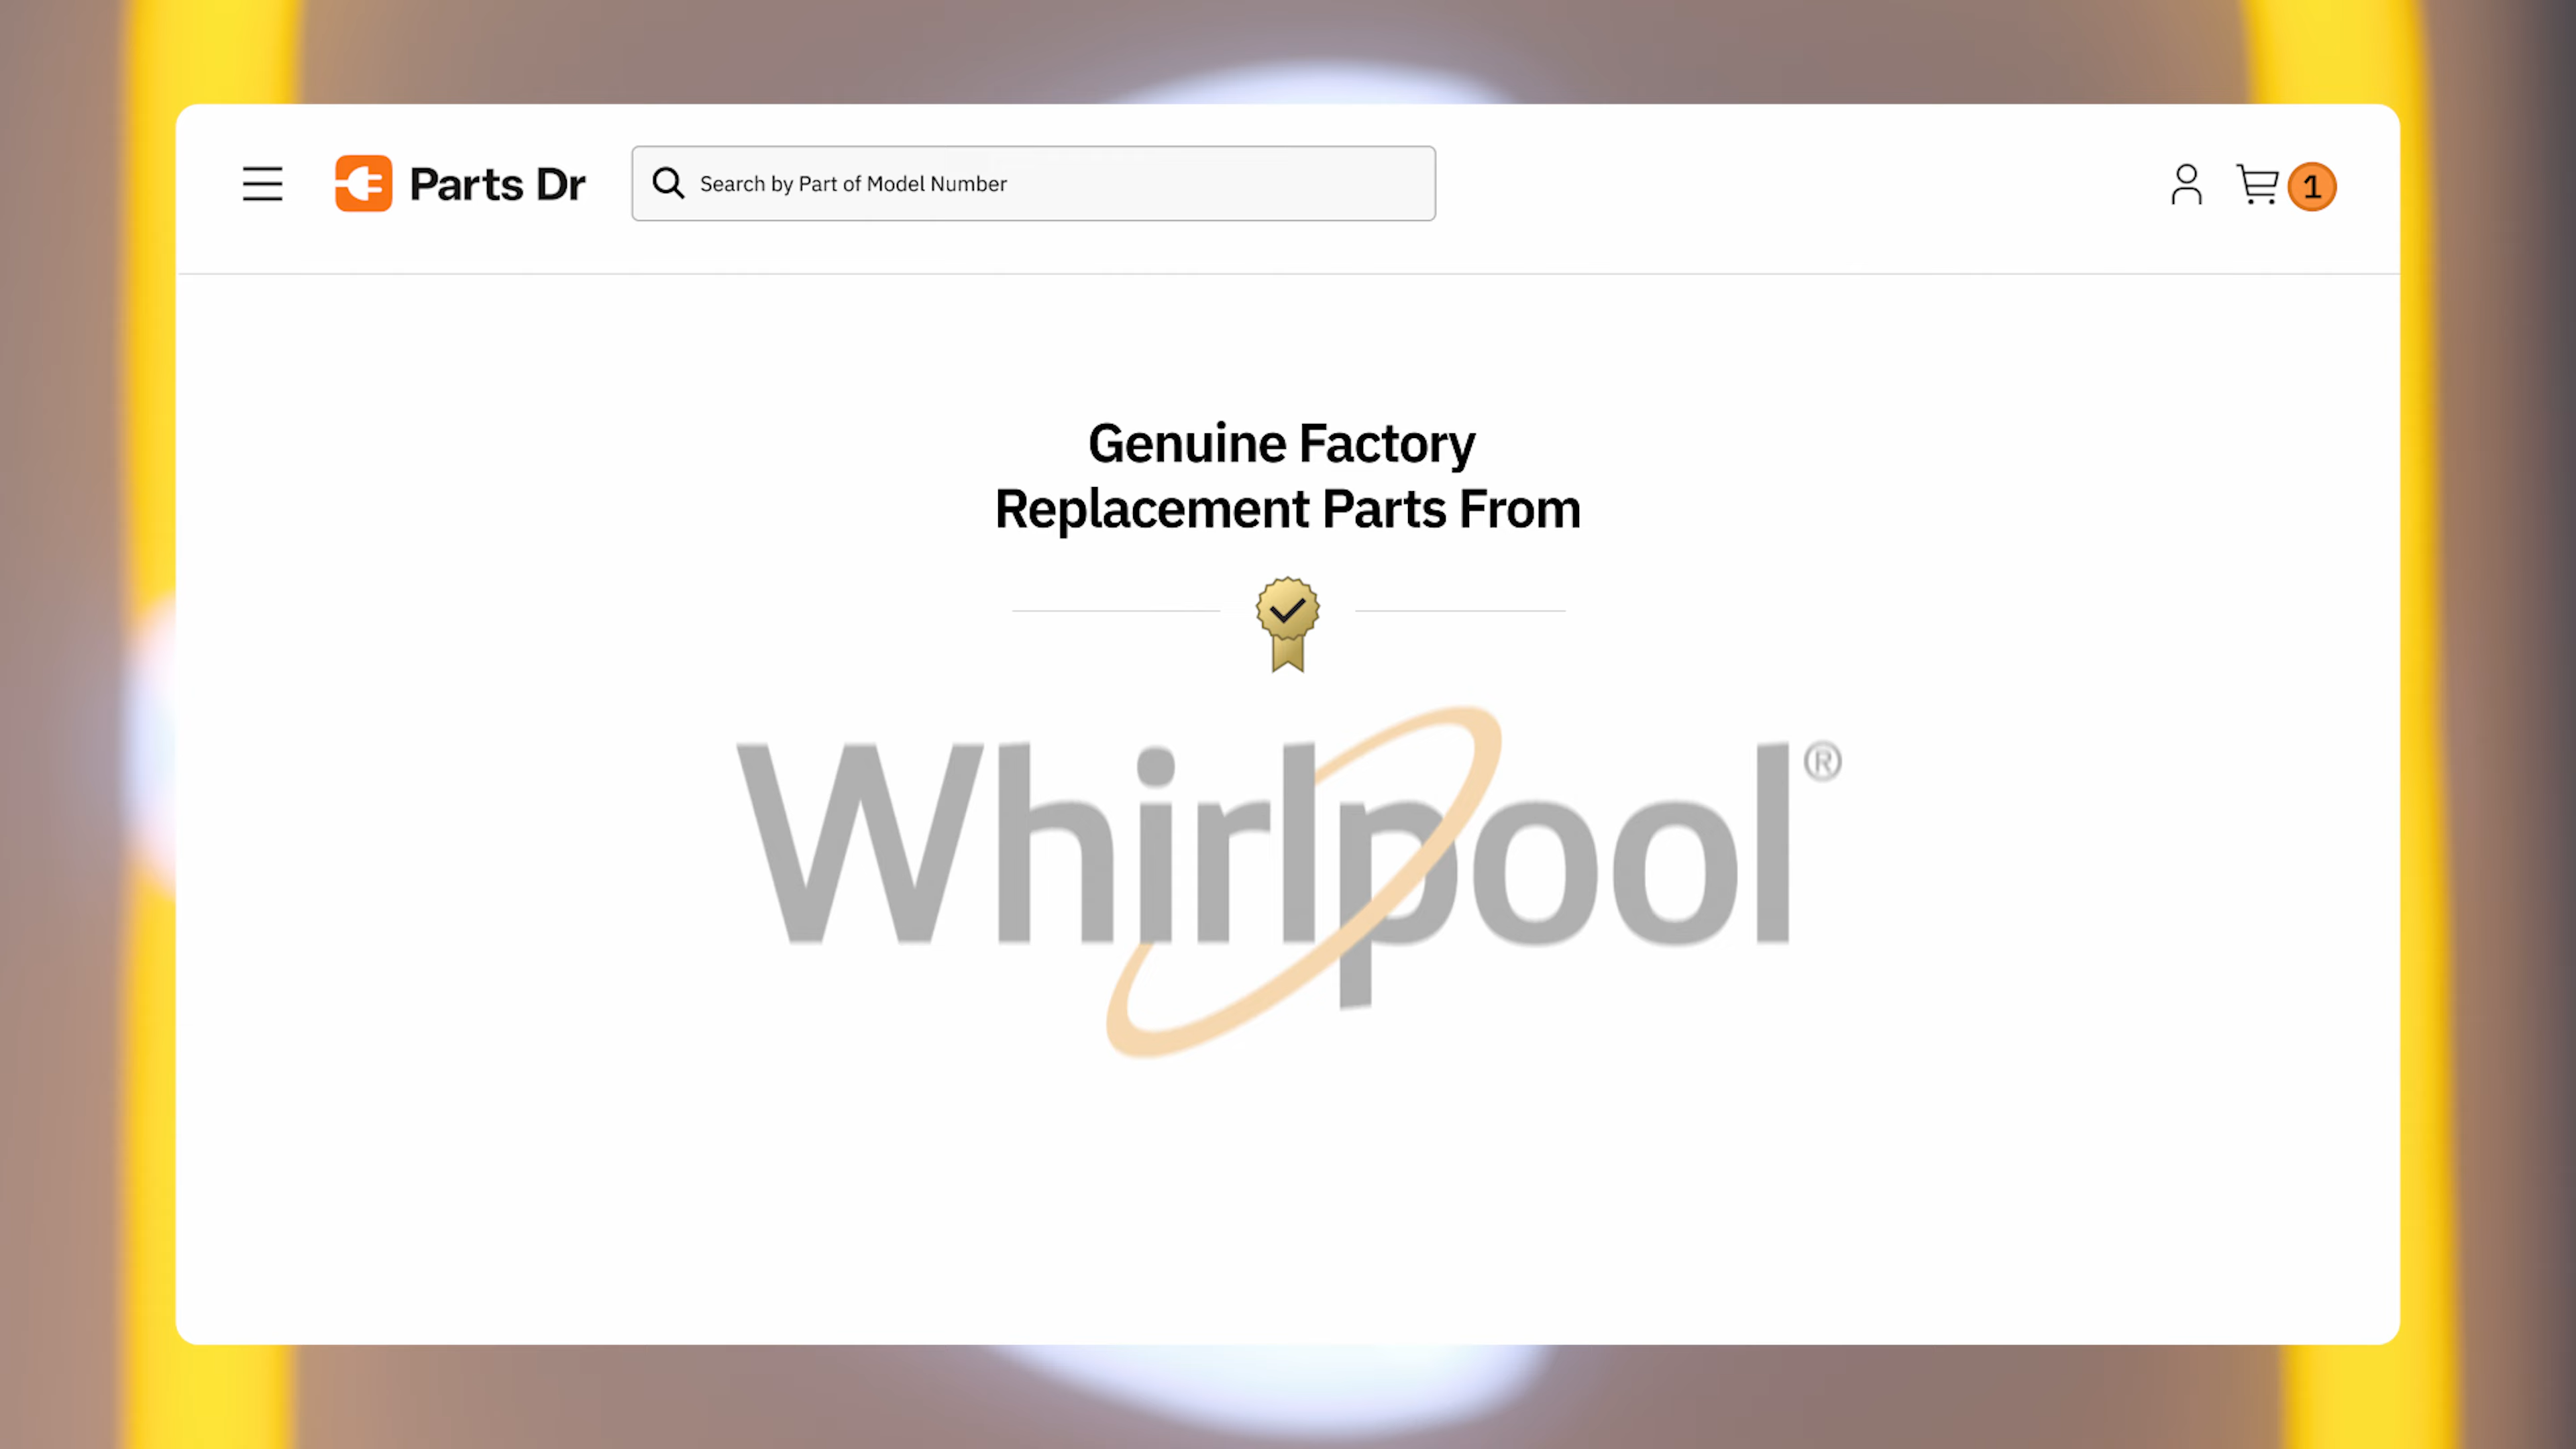 Parts Dr
Search by Part of Model Number
1
Genuine Factory
Replacement Parts From
Whirlpool®